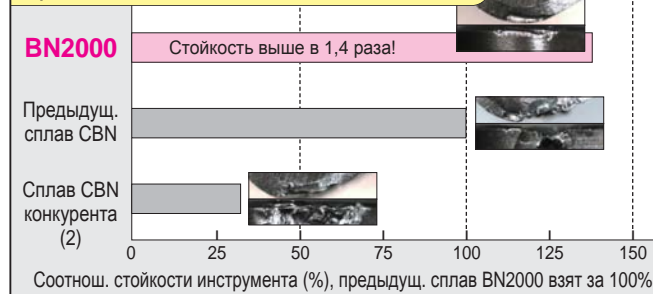 BN2000
Стойкость выше в 1,4 раза!
Предыдущ.
сплав CBN
Сплав CBN
конкурента
(2)
0 25 50 75 100 125 150
Соотнош. стойкости инструмента (%), предыдущ. сплав BN2000 взят за 100%